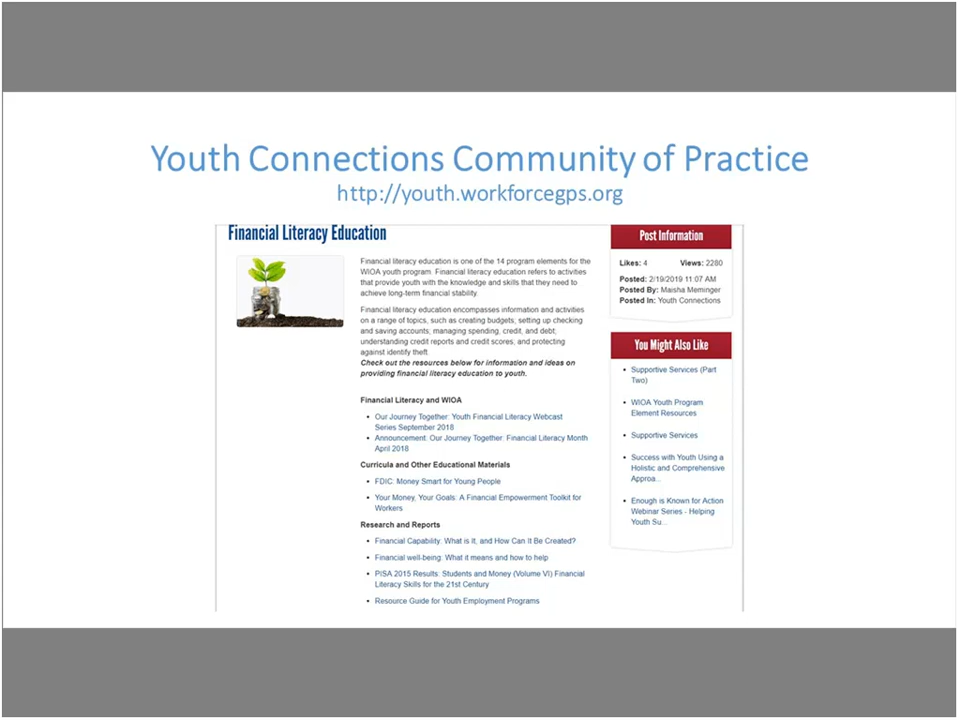 Youth Connections Community of Practice
http://youth.workforcegps.org
Financial Literacy Education
Financial literacy education is one of the 14 program elements for the
WIOA youth program. Financial literacy education refers to activities
that provide youth with the knowledge and skills that they need to
achieve long-term financial stability.
Financial literacy education encompasses information and activities
on a range of topics, such as creating budgets; setting up checking
and saving accounts; managing spending, credit, and debt;
understanding credit reports and credit scores; and protecting
against identify theft.
Check out the resources below for information and ideas on
providing financial literacy education to youth.
Financial Literacy and WIOA
• Our Journey Together: Youth Financial Literacy Webcast
Series September 2018
• Announcement: Our Journey Together: Financial Literacy Month
April 2018
Curricula and Other Educational Materials
• FDIC: Money Smart for Young People
• Your Money, Your Goals: A Financial Empowerment Toolkit for
Workers
Research and Reports
• Financial Capability: What is it, and How Can It Be Created?
• Financial well-being: What it means and how to help
• PISA 2015 Results: Students and Money (Volume VI) Financial
Literacy Skills for the 21st Century
• Resource Guide for Youth Employment Programs
Post Information
Likes: 4 Views: 2280
Posted: 2/19/2019 11:07 AM
Posted By: Maisha Meminger
Posted In: Youth Connections
You Might Also Like
• Supportive Services (Part
Two)
• WIOA Youth Program
Element Resources
• Supportive Services
• Success with Youth Using a
Holistic and Comprehensive
Approa...
• Enough is Known for Action
Webinar Series - Helping
Youth Su...